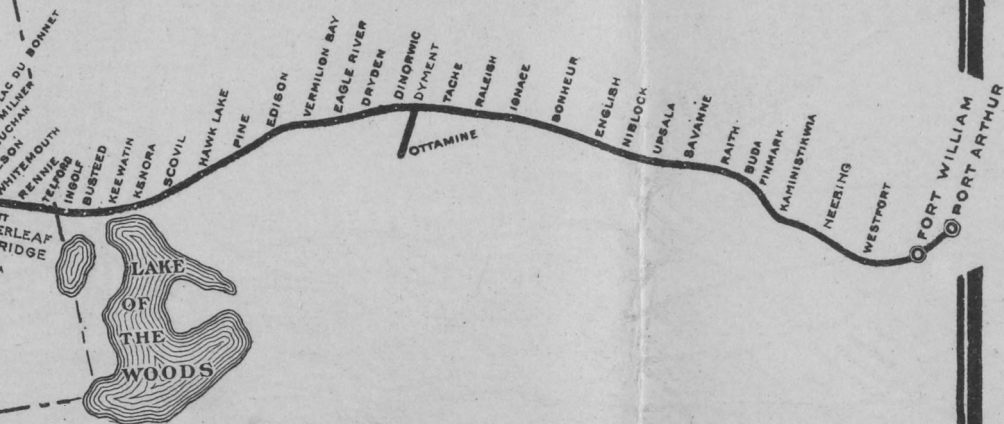 LAC DU BONNET
MILNER
WHITEMOUTH
RENNIE
TELFORD
INGOLF
BUSTEED
KEEWATIN
KENORA
SCOVIL
HAWK LAKE
PINE
EDISON
VERMILION BAY
EAGLE RIVER
DRYDEN
DINORWIC
DYMENT
TACHE
RALEIGH
IGNACE
BONHEUR
ENGLISH
NIBLOCK
UPSALA
SAVANNE
RAITH
BUDA
FINMARK
KAMINISTIKWIA
NEEBING
WESTFORT
FORT WILLIAM
PORT ARTHUR
OTTAMINE
ERLEAF
RIDGE
LAKE
OF
THE
WOODS